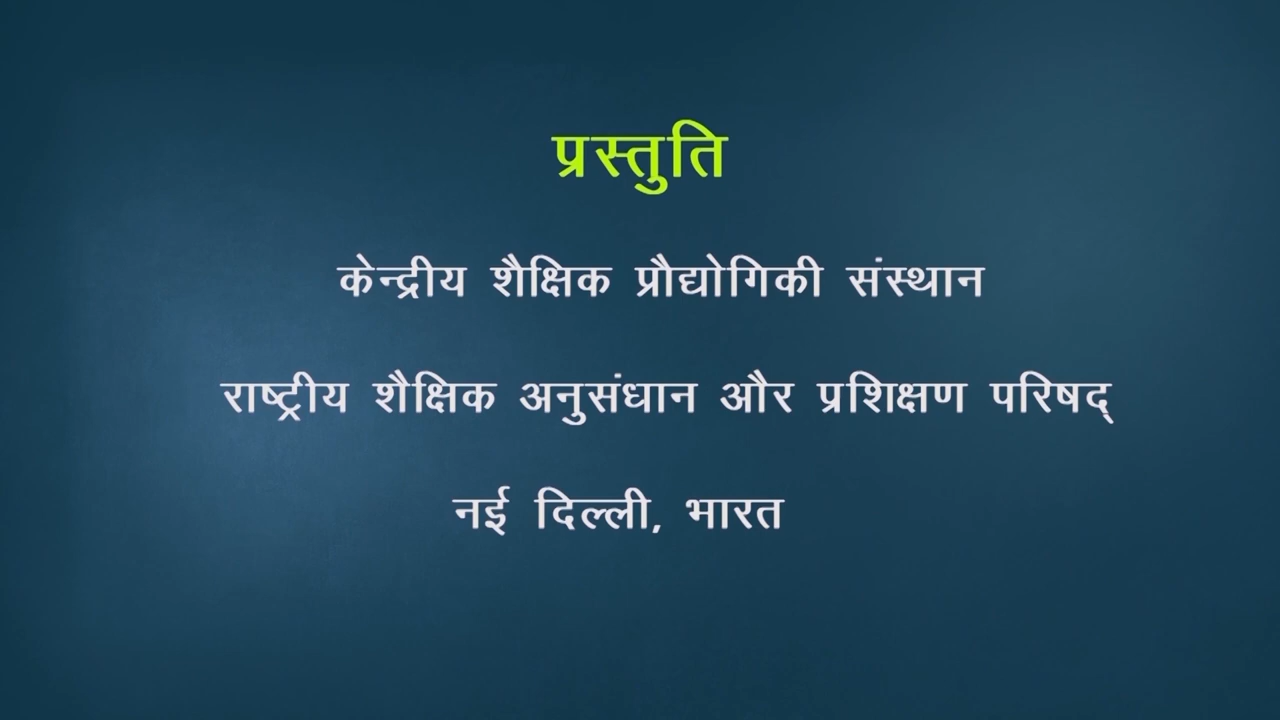 प्रस्तुति
केन्द्रीय शैक्षिक प्रौद्योगिकी संस्थान
राष्ट्रीय शैक्षिक अनुसंधान और प्रशिक्षण परिषद्
नई दिल्ली, भारत